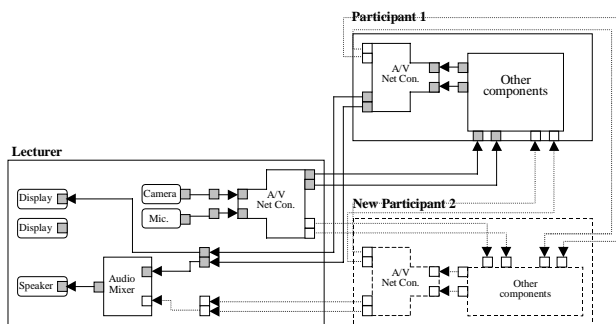 Participant 1
A/V
Net Con.
Other
components
Lecturer
Camera
Mic.
A/V
Net Con.
Display
Display
Speaker
Audio
Mixer
New Participant 2
A/V
Net Con.
Other
components